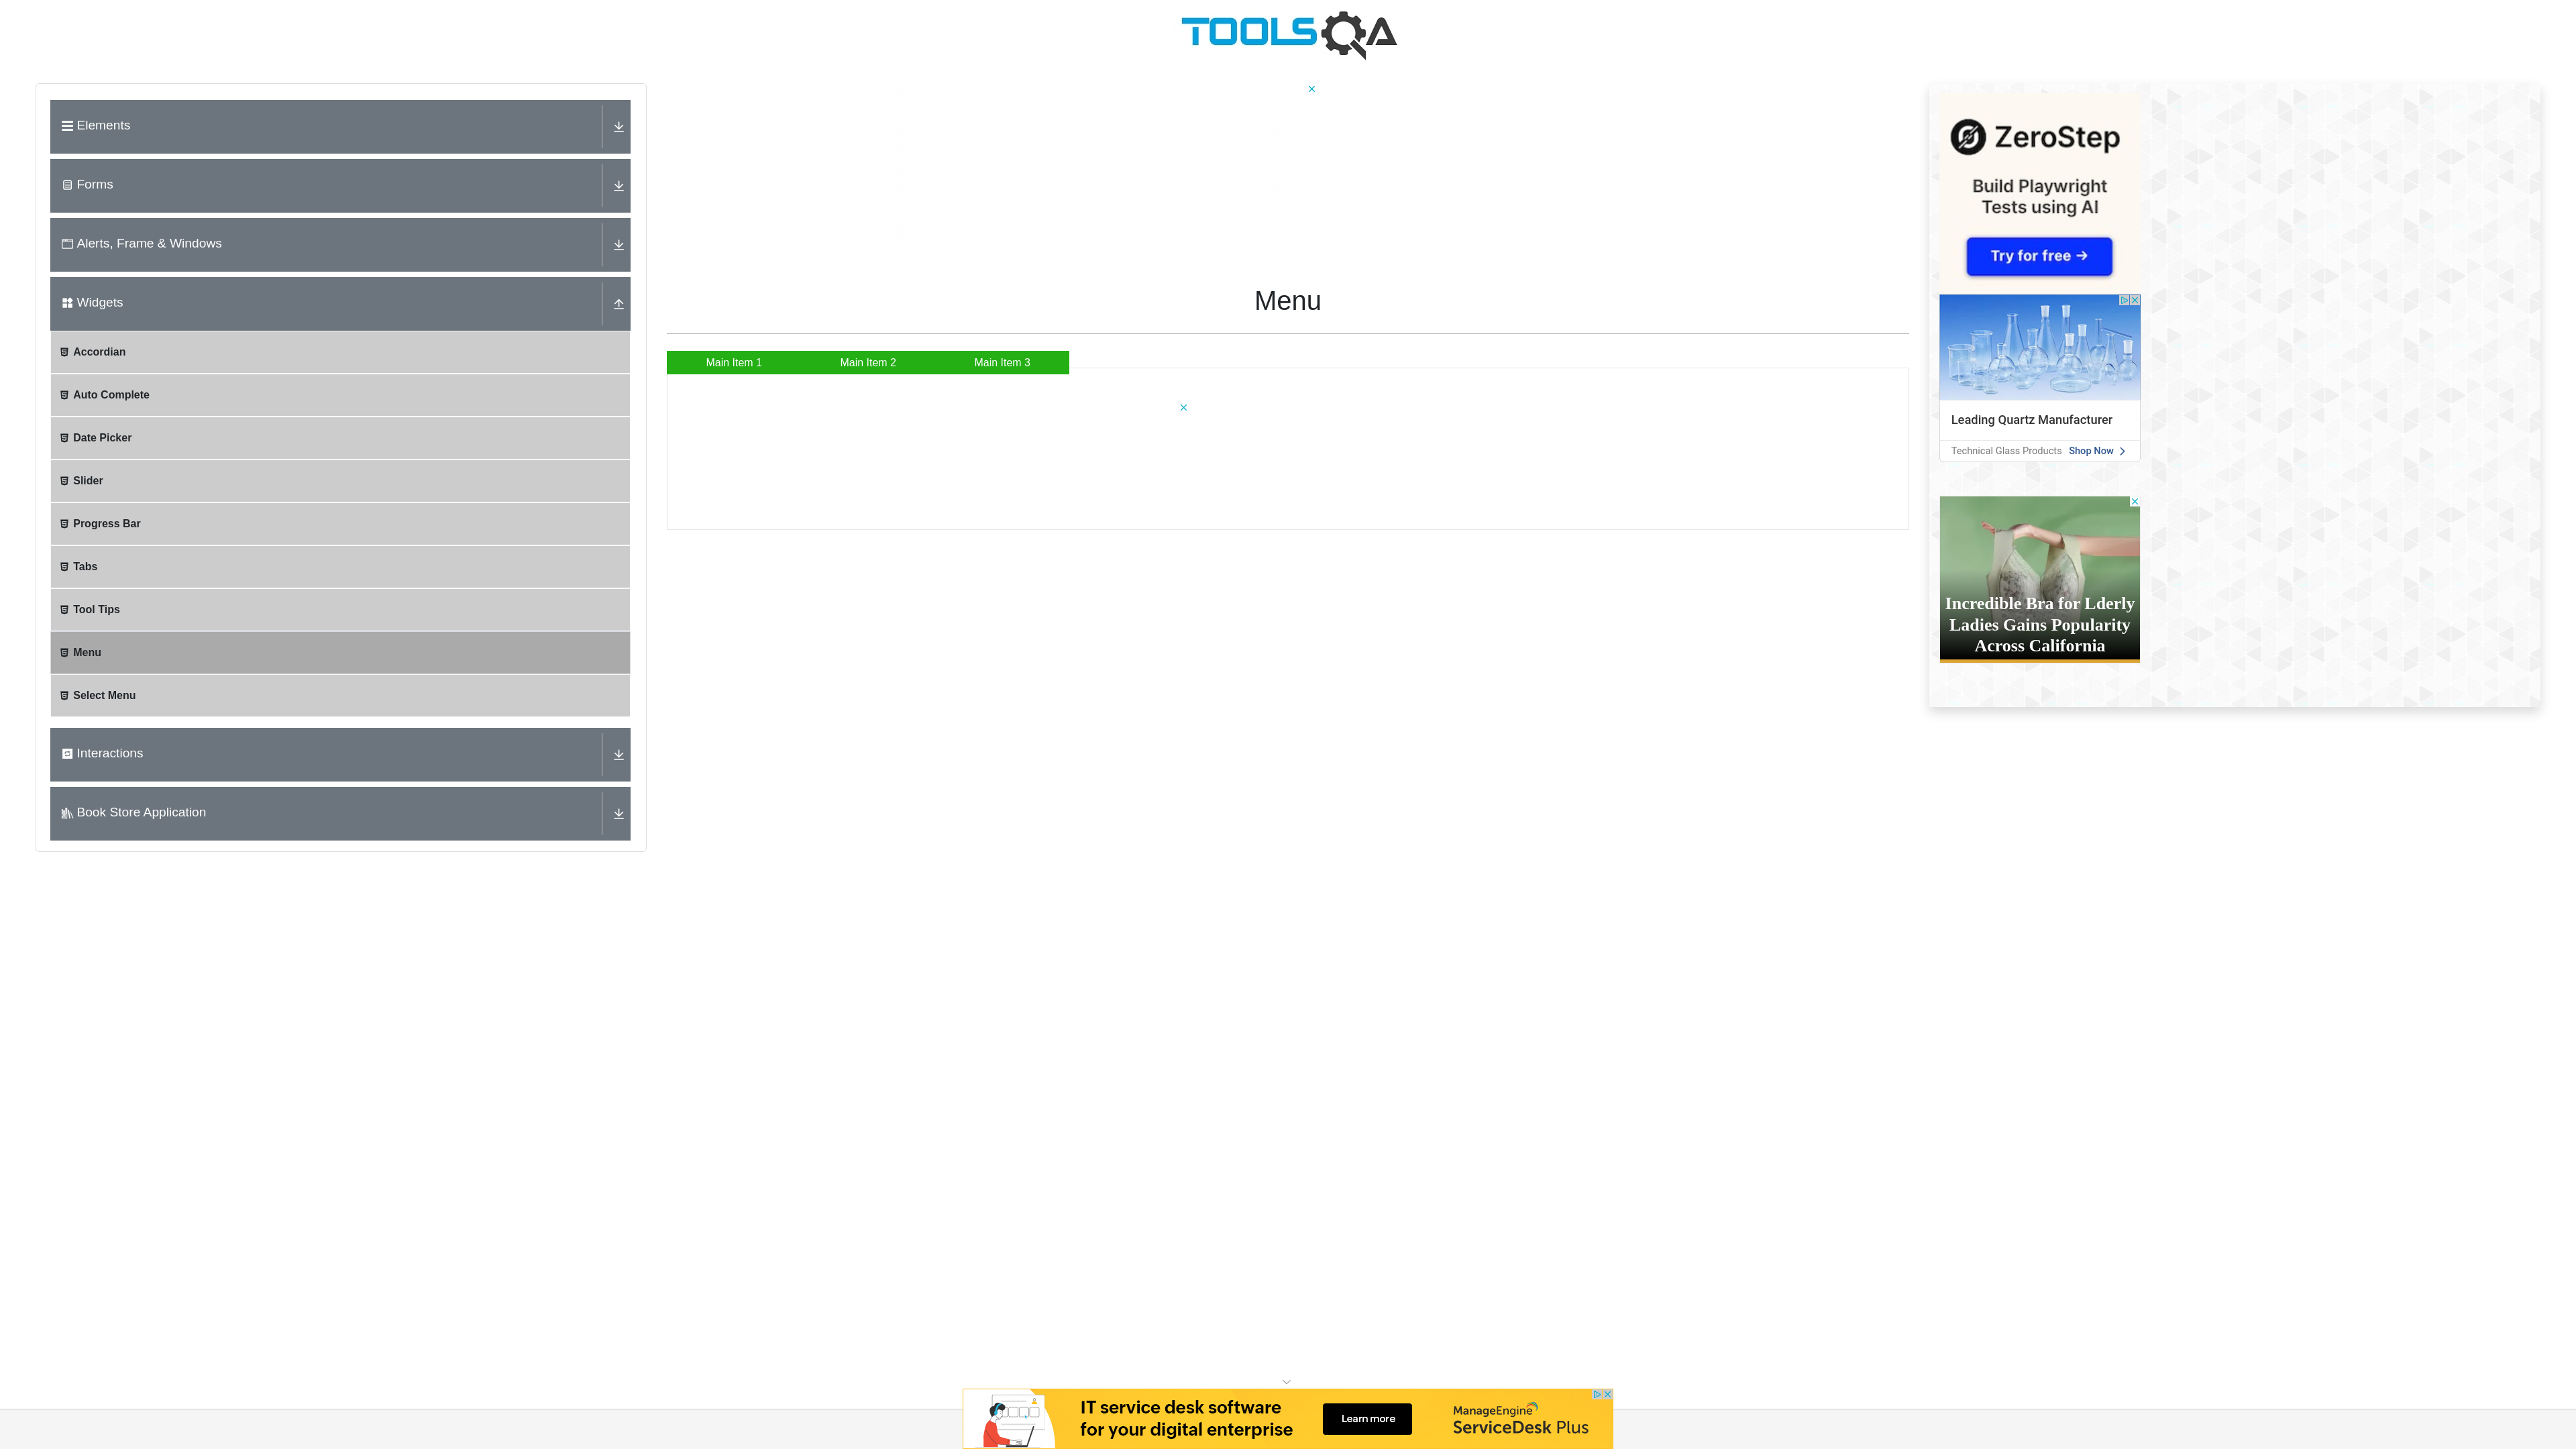 TOOLSQA
Elements
Forms
Alerts, Frame & Windows
Widgets
Accordian
Auto Complete
Date Picker
Slider
Progress Bar
Tabs
Tool Tips
Menu
Select Menu
Interactions
Book Store Application
Menu
Main Item 1
Main Item 2
Main Item 3
ZeroStep
Build Playwright
Tests using AI
Try for free →
Leading Quartz Manufacturer
Technical Glass Products
Shop Now
Incredible Bra for Lderly
Ladies Gains Popularity
Across California
IT service desk software
for your digital enterprise
Learn more
ManageEngine
ServiceDesk Plus